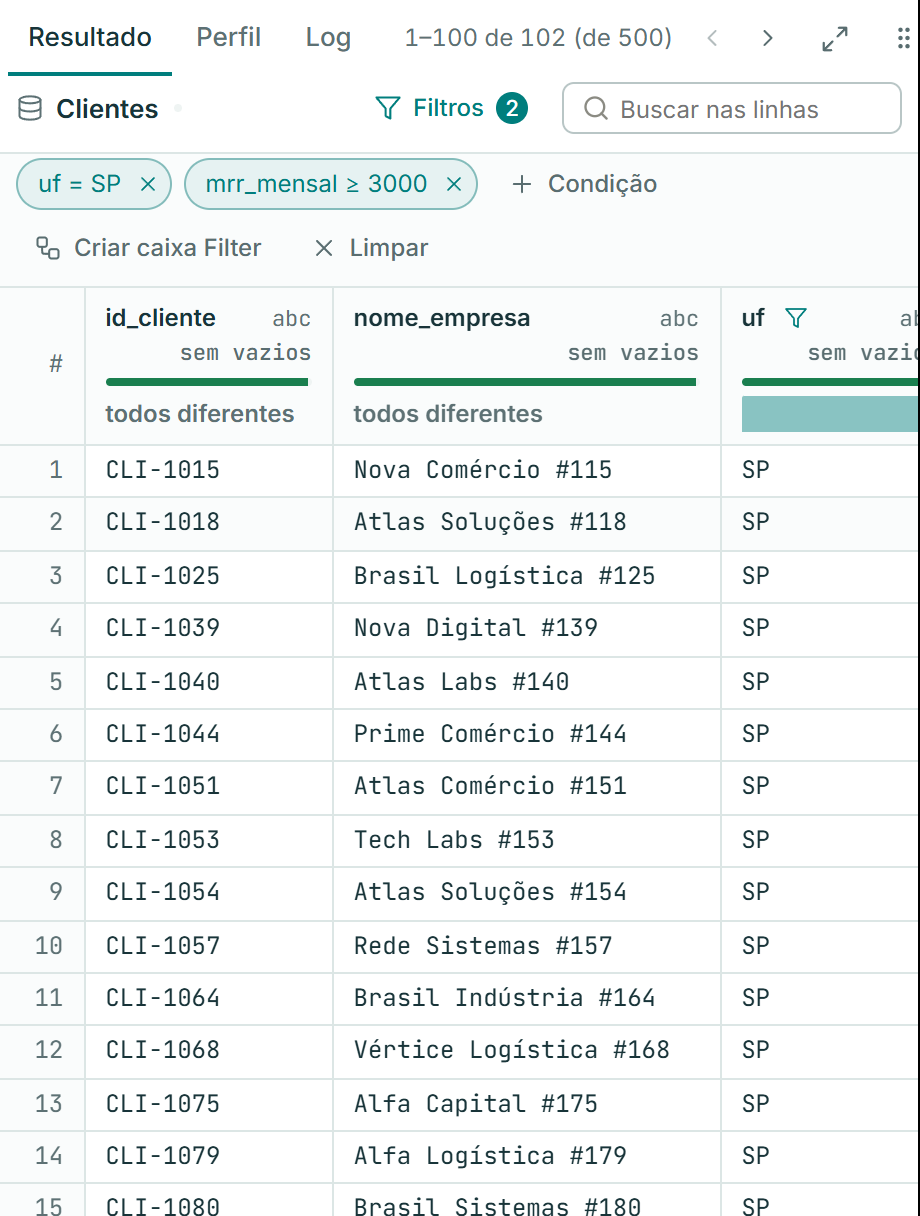 Resultado Perfil Log 1–100 de 102 (de 500)
Clientes Filtros 2 Buscar nas linhas
uf = SP mrr_mensal ≥ 3000 + Condição
Criar caixa Filter Limpar
# id_cliente abc nome_empresa abc uf
sem vazios sem vazios sem
todos diferentes todos diferentes
1 CLI-1015 Nova Comércio #115 SP
2 CLI-1018 Atlas Soluções #118 SP
3 CLI-1025 Brasil Logística #125 SP
4 CLI-1039 Nova Digital #139 SP
5 CLI-1040 Atlas Labs #140 SP
6 CLI-1044 Prime Comércio #144 SP
7 CLI-1051 Atlas Comércio #151 SP
8 CLI-1053 Tech Labs #153 SP
9 CLI-1054 Atlas Soluções #154 SP
10 CLI-1057 Rede Sistemas #157 SP
11 CLI-1064 Brasil Indústria #164 SP
12 CLI-1068 Vértice Logística #168 SP
13 CLI-1075 Alfa Capital #175 SP
14 CLI-1079 Alfa Logística #179 SP
15 CLI-1080 Brasil Sistemas #180 SP